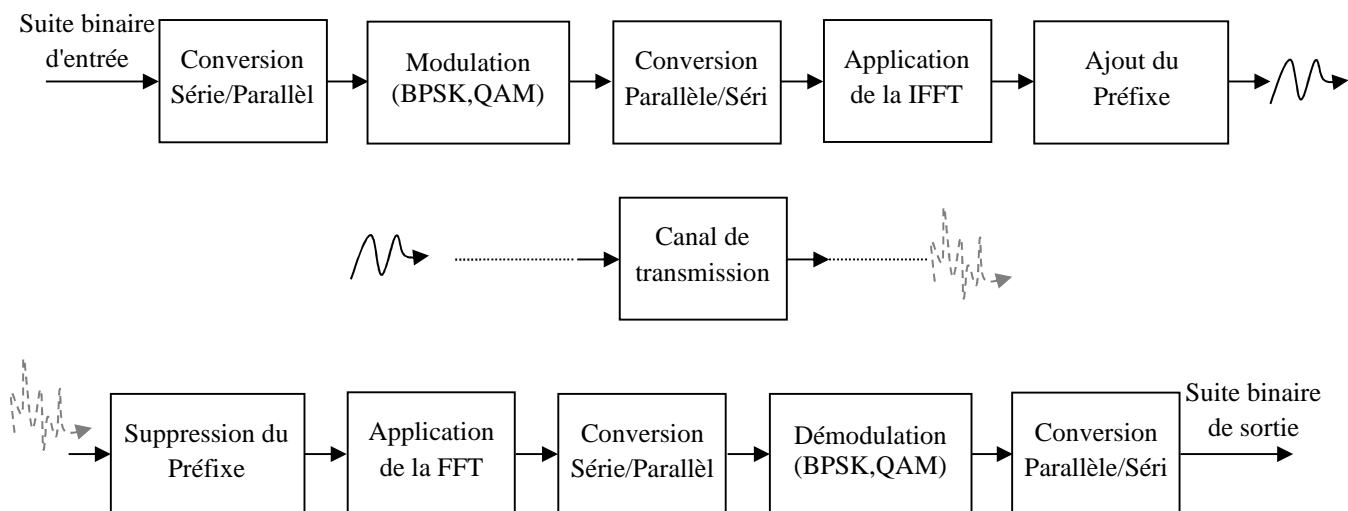 Suite binaire
d'entrée
Conversion
Série/Parallèl
Modulation
(BPSK,QAM)
Conversion
Parallèle/Séri
Application
de la IFFT
Ajout du
Préfixe
Canal de
transmission
Suppression du
Préfixe
Application
de la FFT
Conversion
Série/Parallèl
Démodulation
(BPSK,QAM)
Conversion
Parallèle/Séri
Suite binaire
de sortie